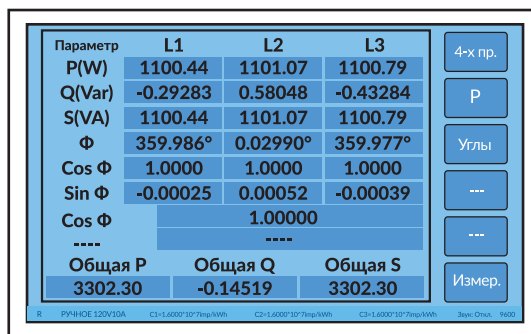 Параметр L1 L2 L3
P(W) 1100.44 1101.07 1100.79
Q(Var) -0.29283 0.58048 -0.43284
S(VA) 1100.44 1101.07 1100.79
Φ 359.986° 0.02990° 359.977°
Cos Φ 1.0000 1.0000 1.0000
Sin Φ -0.00025 0.00052 -0.00039
Cos Φ 1.00000
---- ----
Общая P Общая Q Общая S
3302.30 -0.14519 3302.30
4-х пр.
P
Углы
---
---
Измер.
R РУЧНОЕ 120V10A C1=1.6000*10^7imp/kWh C2=1.6000*10^7imp/kWh C3=1.6000*10^7imp/kWh Звук: Откл. 9600